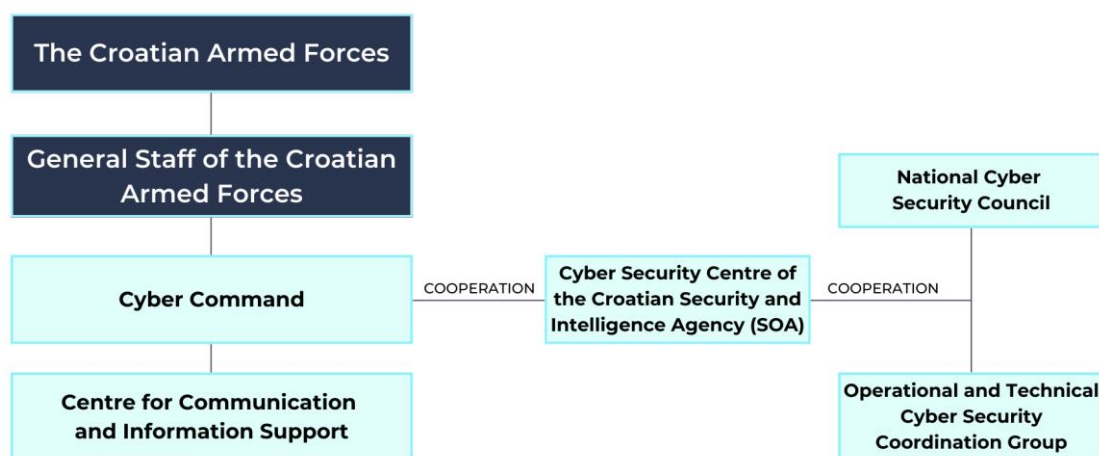 The Croatian Armed Forces
General Staff of the Croatian
Armed Forces
National Cyber
Security Council
Cyber Command
COOPERATION
Cyber Security Centre of
the Croatian Security and
Intelligence Agency (SOA)
COOPERATION
Centre for Communication
and Information Support
Operational and Technical
Cyber Security
Coordination Group